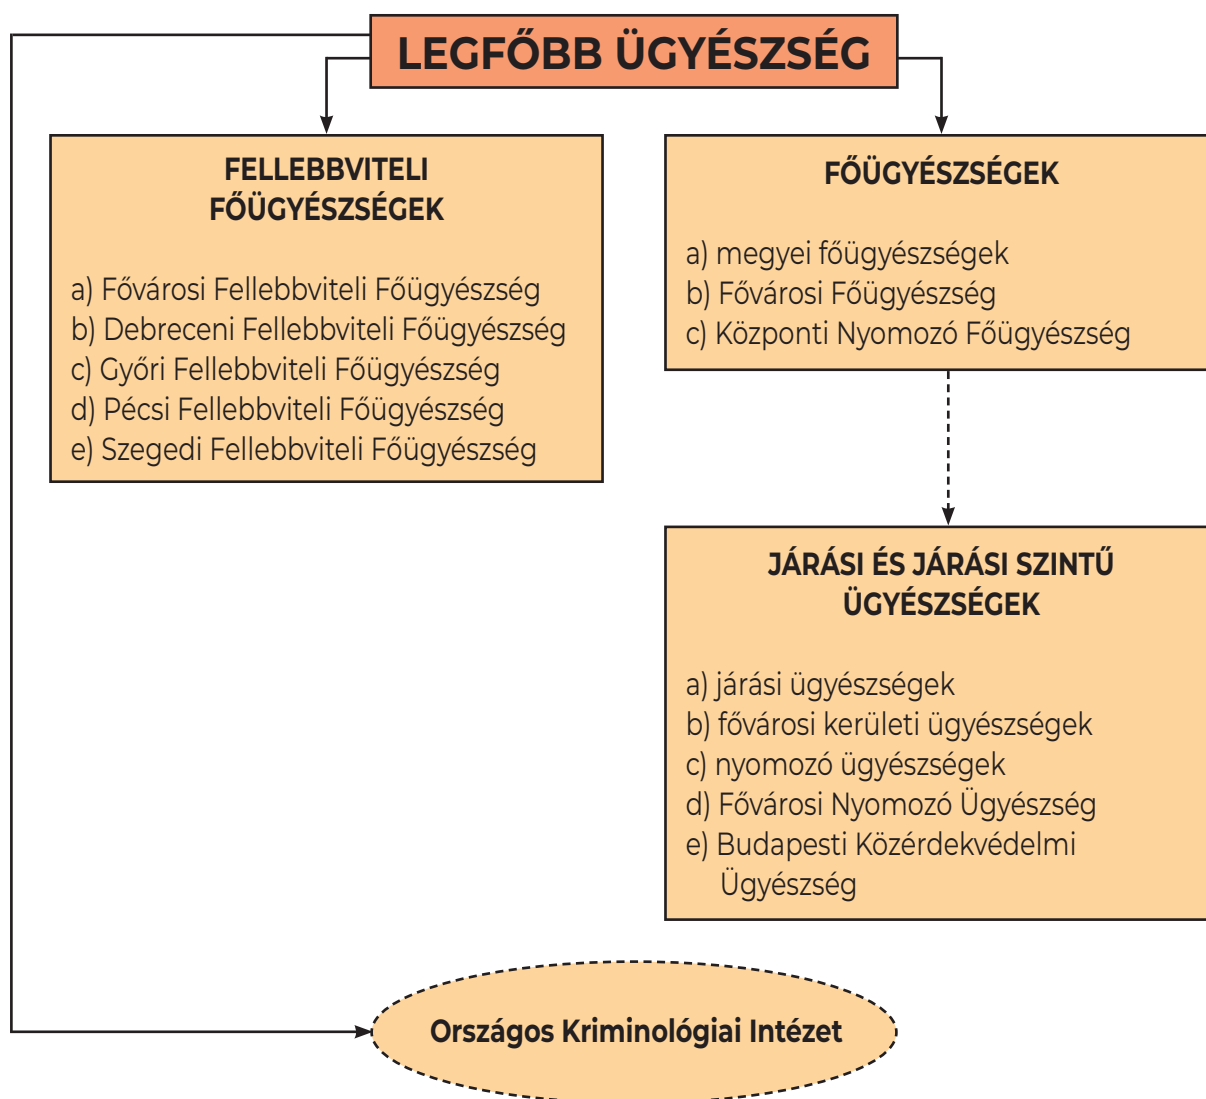 LEGFŐBB ÜGYÉSZSÉG
FELLEBBVITELI
FŐÜGYÉSZSÉGEK
a) Fővárosi Fellebbviteli Főügyészség
b) Debreceni Fellebbviteli Főügyészség
c) Győri Fellebbviteli Főügyészség
d) Pécsi Fellebbviteli Főügyészség
e) Szegedi Fellebbviteli Főügyészség
FŐÜGYÉSZSÉGEK
a) megyei főügyészségek
b) Fővárosi Főügyészség
c) Központi Nyomozó Főügyészség
JÁRÁSI ÉS JÁRÁSI SZINTŰ
ÜGYÉSZSÉGEK
a) járási ügyészségek
b) fővárosi kerületi ügyészségek
c) nyomozó ügyészségek
d) Fővárosi Nyomozó Ügyészség
e) Budapesti Közérdekvédelmi
Ügyészség
Országos Kriminológiai Intézet